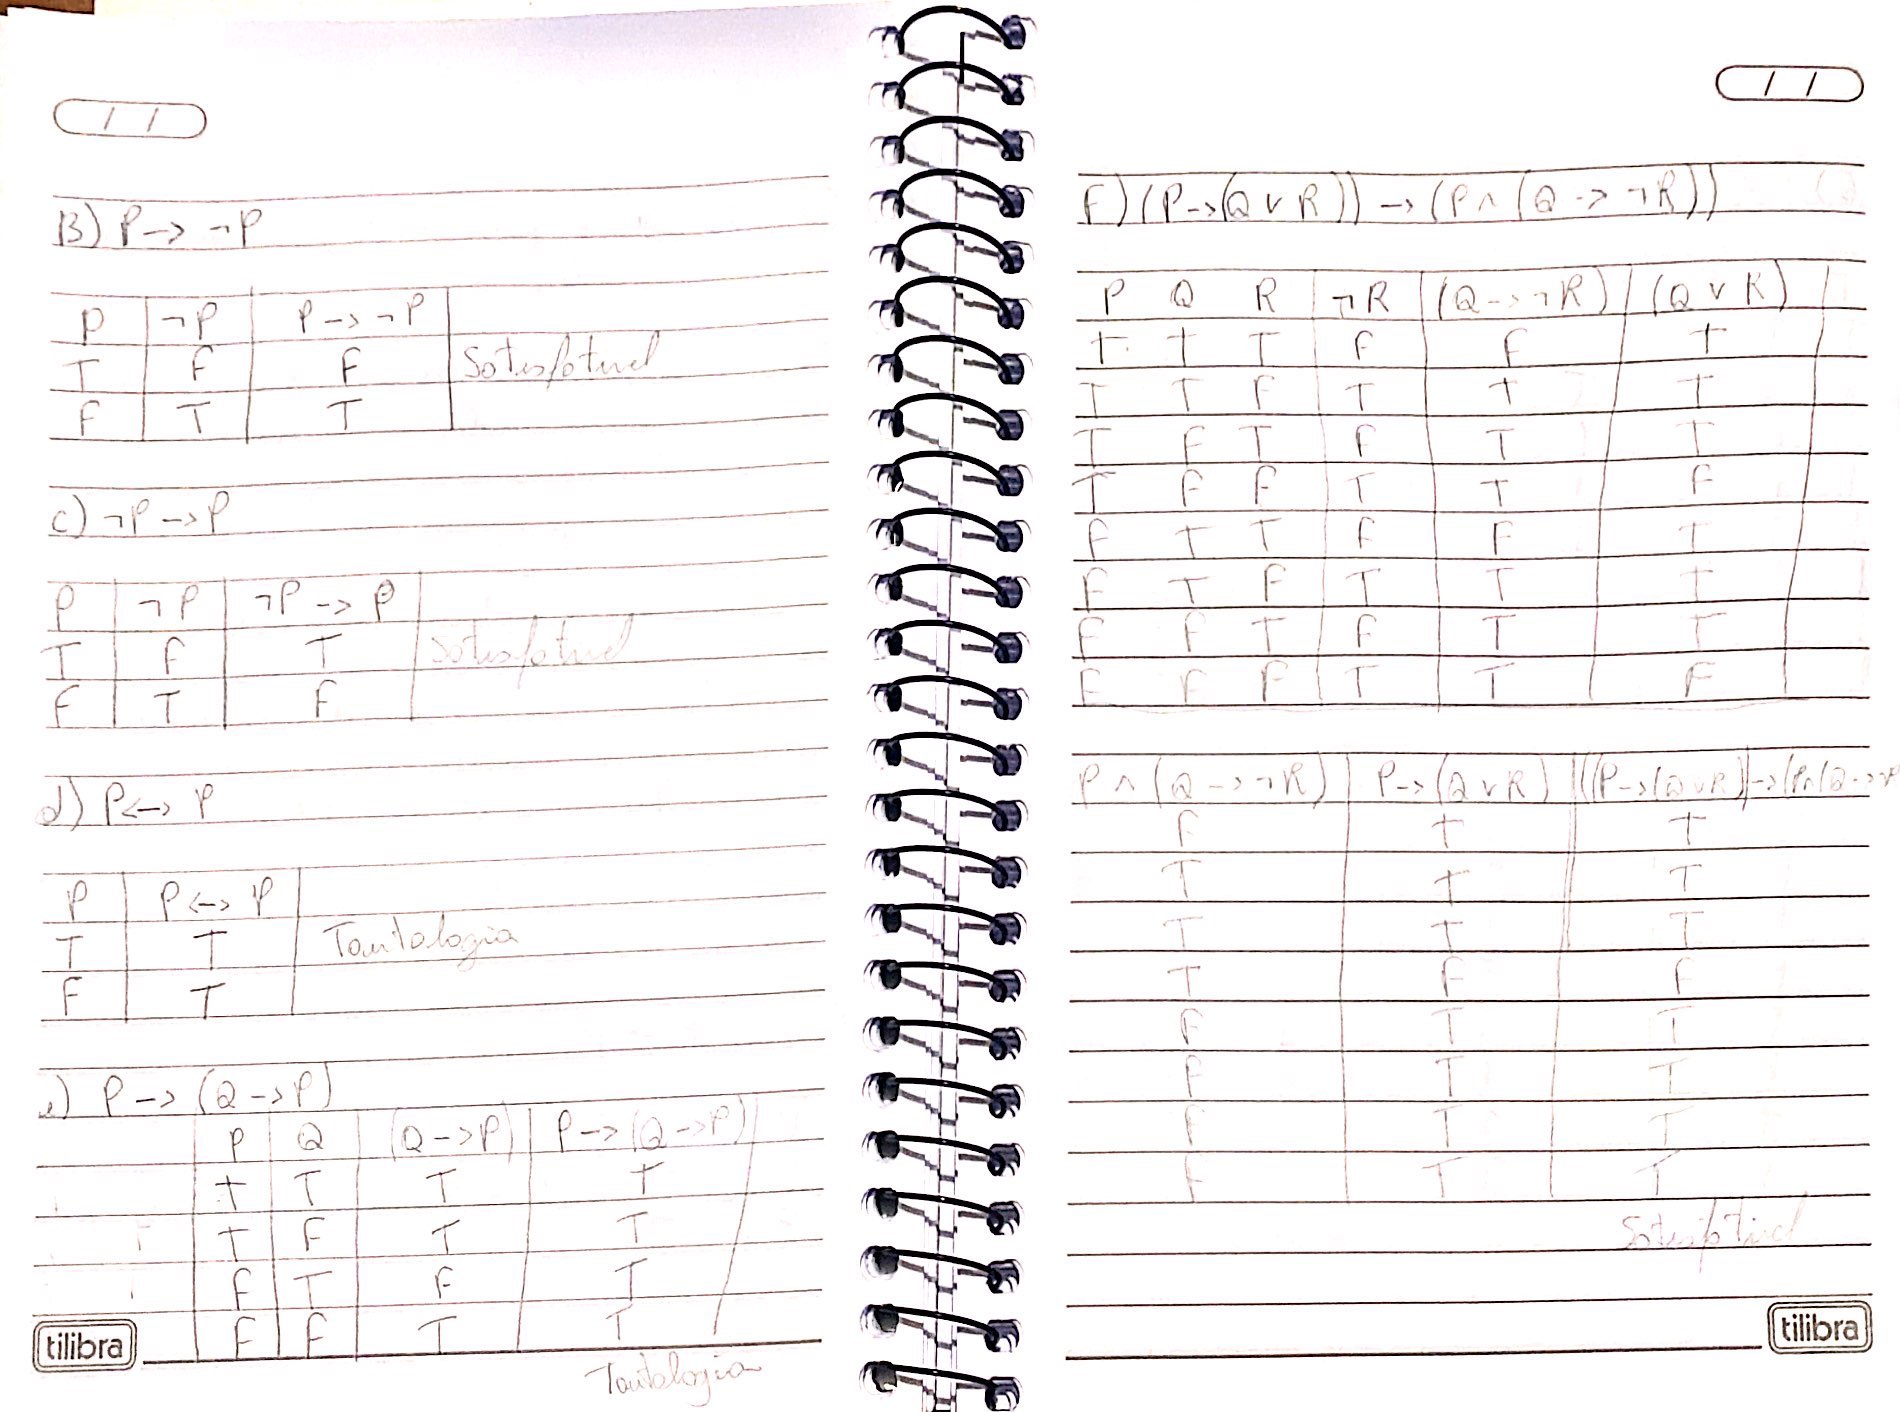 / /
B) P → ¬P
P ¬P P → ¬P
T F F Satisfatível
F T T
c) ¬P → P
P ¬P ¬P → P
T F T Satisfatível
F T F
d) P ↔ P
P P ↔ P
T T Tautologia
F T
e) P → (Q → P)
P Q (Q → P) P → (Q → P)
T T T T
T F T T
F T F T
F F T T
tilibra
Tautologia
/ /
F) (P → (Q ∨ R)) → (P ∧ (Q → ¬R))
P Q R ¬R (Q → ¬R) (Q ∨ R)
T T T F F T
T T F T T T
T F T F T T
T F F T T F
F T T F F T
F T F T T T
F F T F T T
F F F T T F
P ∧ (Q → ¬R) P → (Q ∨ R) ((P → (Q ∨ R)) → (P ∧ (Q → ¬R
F T T
T T T
T T T
T F F
F T T
F T T
F T T
F T T
Satisfatível
tilibra